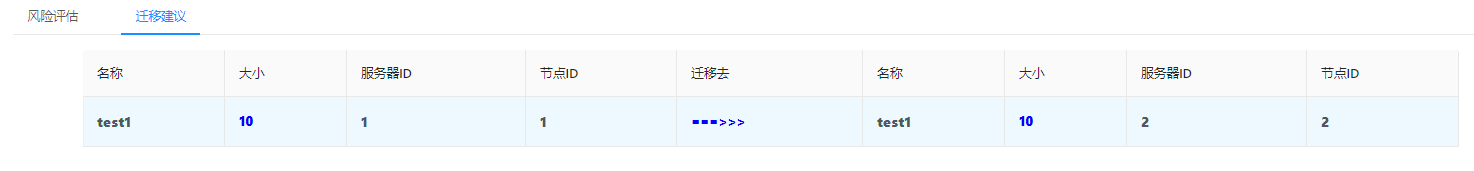 风险评估 迁移建议
名称 大小 服务器ID 节点ID 迁移去 名称 大小 服务器ID 节点ID
test1 10 1 1 ===>>> test1 10 2 2